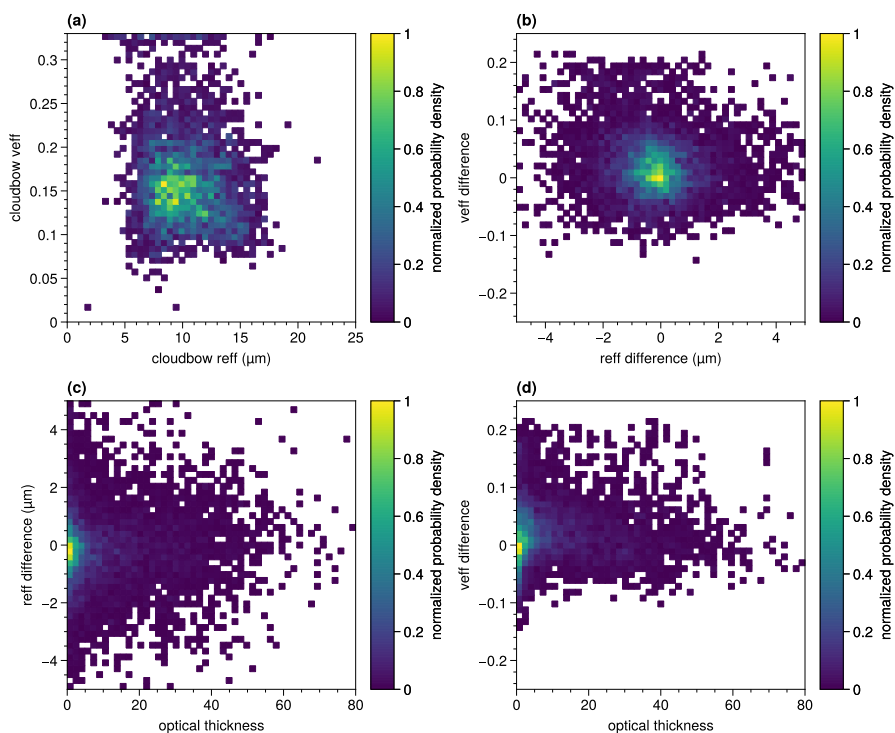 (a)
cloudbow veff
0.3
0.25
0.2
0.15
0.1
0.05
0
0 5 10 15 20 25
cloudbow reff (μm)
1
0.8
0.6
0.4
0.2
0
normalized probability density
(b)
veff difference
0.2
0.1
0
−0.1
−0.2
−4 −2 0 2 4
reff difference (μm)
1
0.8
0.6
0.4
0.2
0
normalized probability density
(c)
reff difference (μm)
4
2
0
−2
−4
0 20 40 60 80
optical thickness
1
0.8
0.6
0.4
0.2
0
normalized probability density
(d)
veff difference
0.2
0.1
0
−0.1
−0.2
0 20 40 60 80
optical thickness
1
0.8
0.6
0.4
0.2
0
normalized probability density